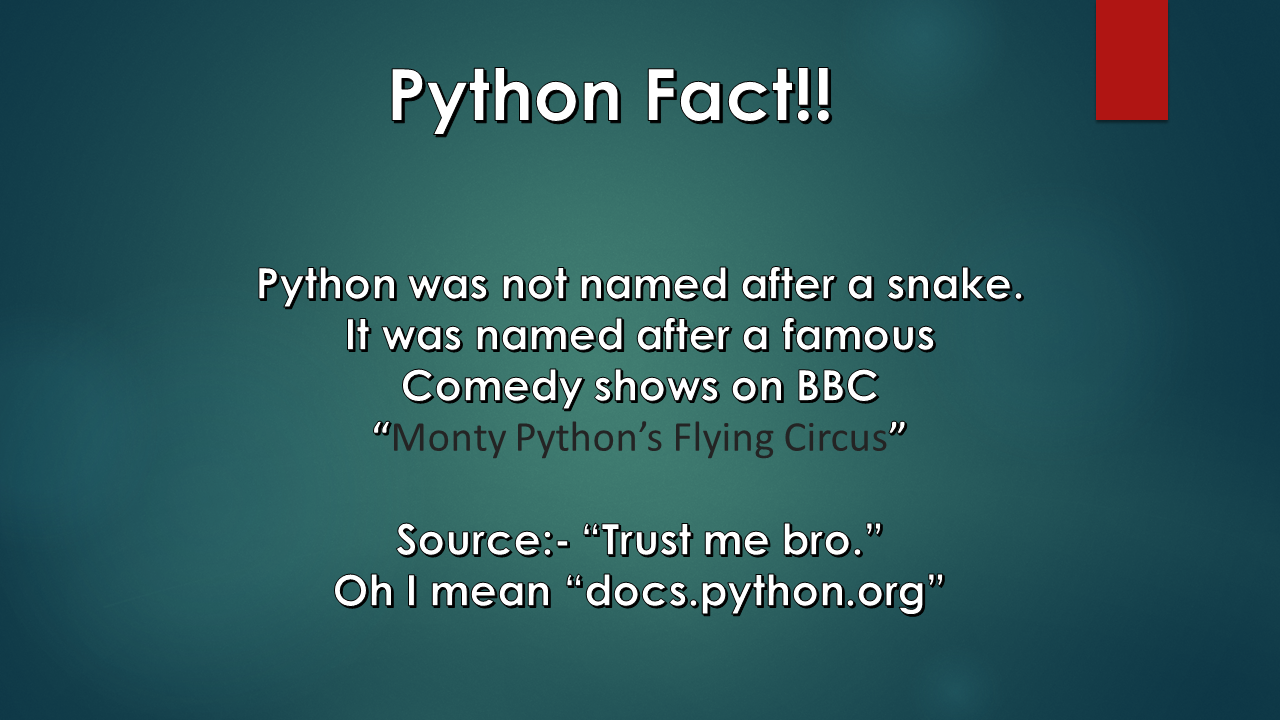 Python Fact!!
Python was not named after a snake.
It was named after a famous
Comedy shows on BBC
“Monty Python’s Flying Circus”
Source:- “Trust me bro.”
Oh I mean “docs.python.org”